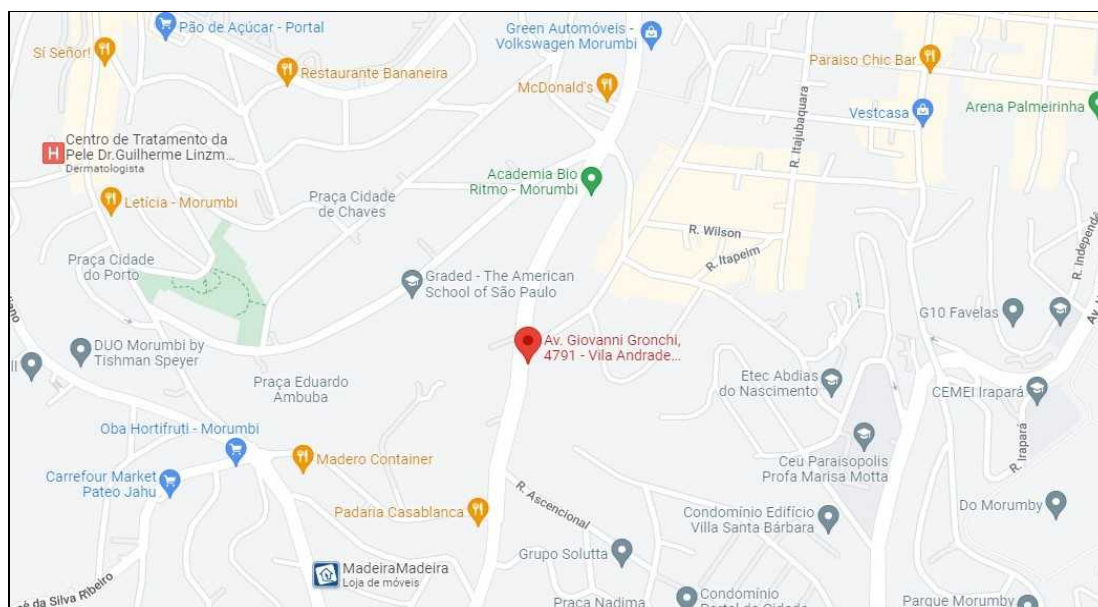 Pão de Açúcar - Portal
Green Automóveis -
Volkswagen Morumbi
Sí Señor!
Restaurante Bananeira
McDonald's
Paraiso Chic Bar
Vestcasa
Arena Palmeirinha
R. Itajubaquara
Centro de Tratamento da
Pele Dr.Guilherme Linzm...
Dermatologista
H
Academia Bio
Ritmo - Morumbi
Letícia - Morumbi
Praça Cidade
de Chaves
R. Wilson
R. Itapeim
R. Independê
Praça Cidade
do Porto
Graded - The American
School of São Paulo
G10 Favelas
Av.
DUO Morumbi by
Tishman Speyer
Av. Giovanni Gronchi,
4791 - Vila Andrade...
Praça Eduardo
Ambuba
Etec Abdias
do Nascimento
CEMEI Irapará
Oba Hortifruti - Morumbi
Madero Container
Ceu Paraisopolis
Profa Marisa Motta
R. Irapará
Carrefour Market
Pateo Jahu
Padaria Casablanca
R. Ascencional
Condomínio Edifício
Villa Santa Bárbara
Do Morumby
Grupo Solutta
MadeiraMadeira
Loja de móveis
da Silva Ribeiro
Praça Nadima
Condomínio
Parque Morumby